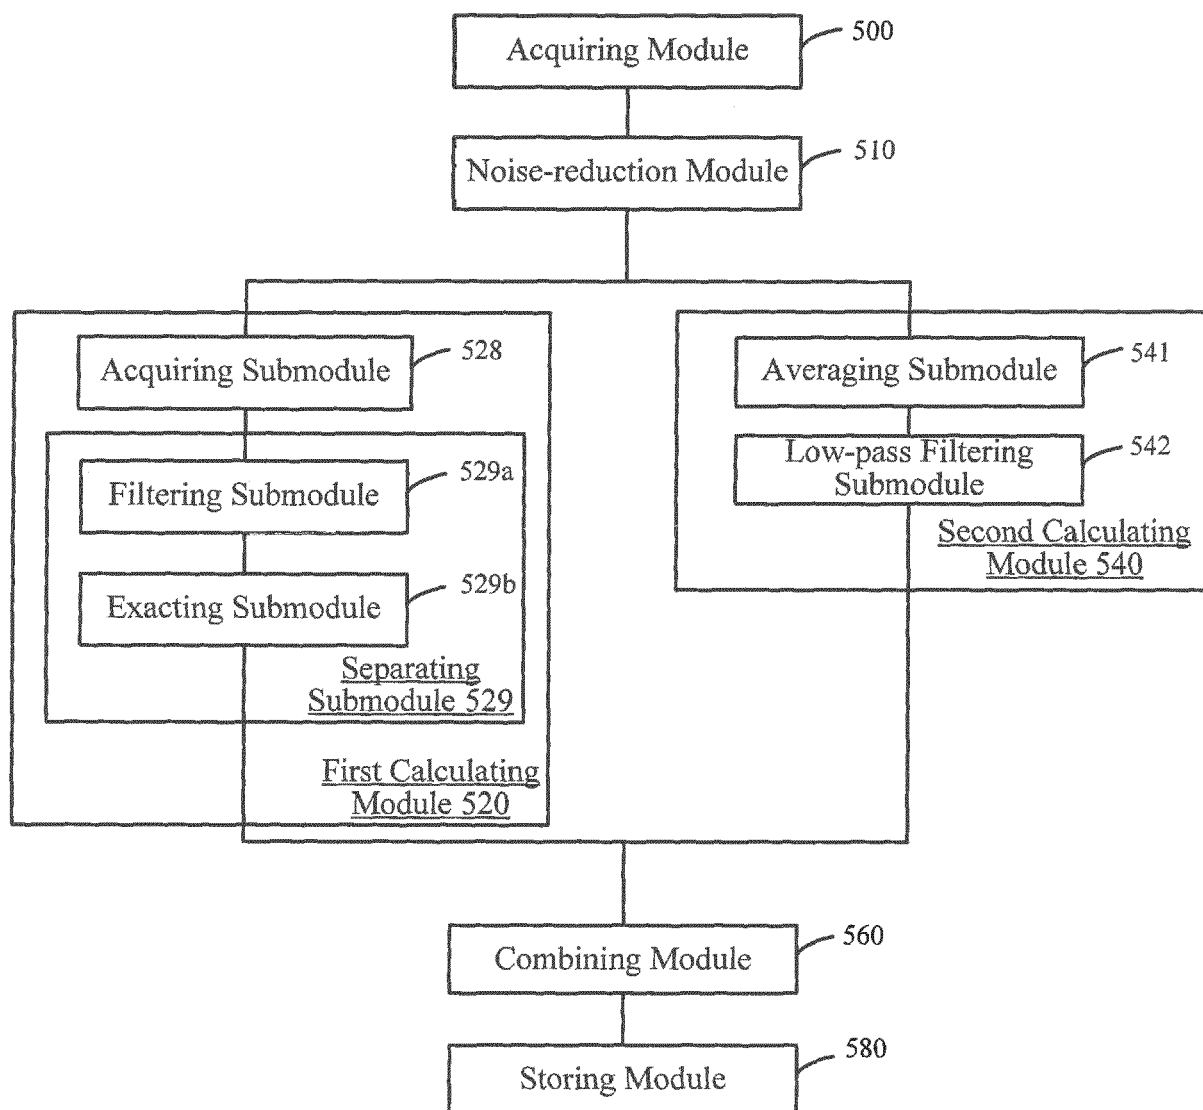 Acquiring Module
500
Noise-reduction Module
510
Acquiring Submodule
528
Filtering Submodule
529a
Exacting Submodule
529b
Separating
Submodule 529
First Calculating
Module 520
Averaging Submodule
541
Low-pass Filtering
Submodule
542
Second Calculating
Module 540
Combining Module
560
Storing Module
580